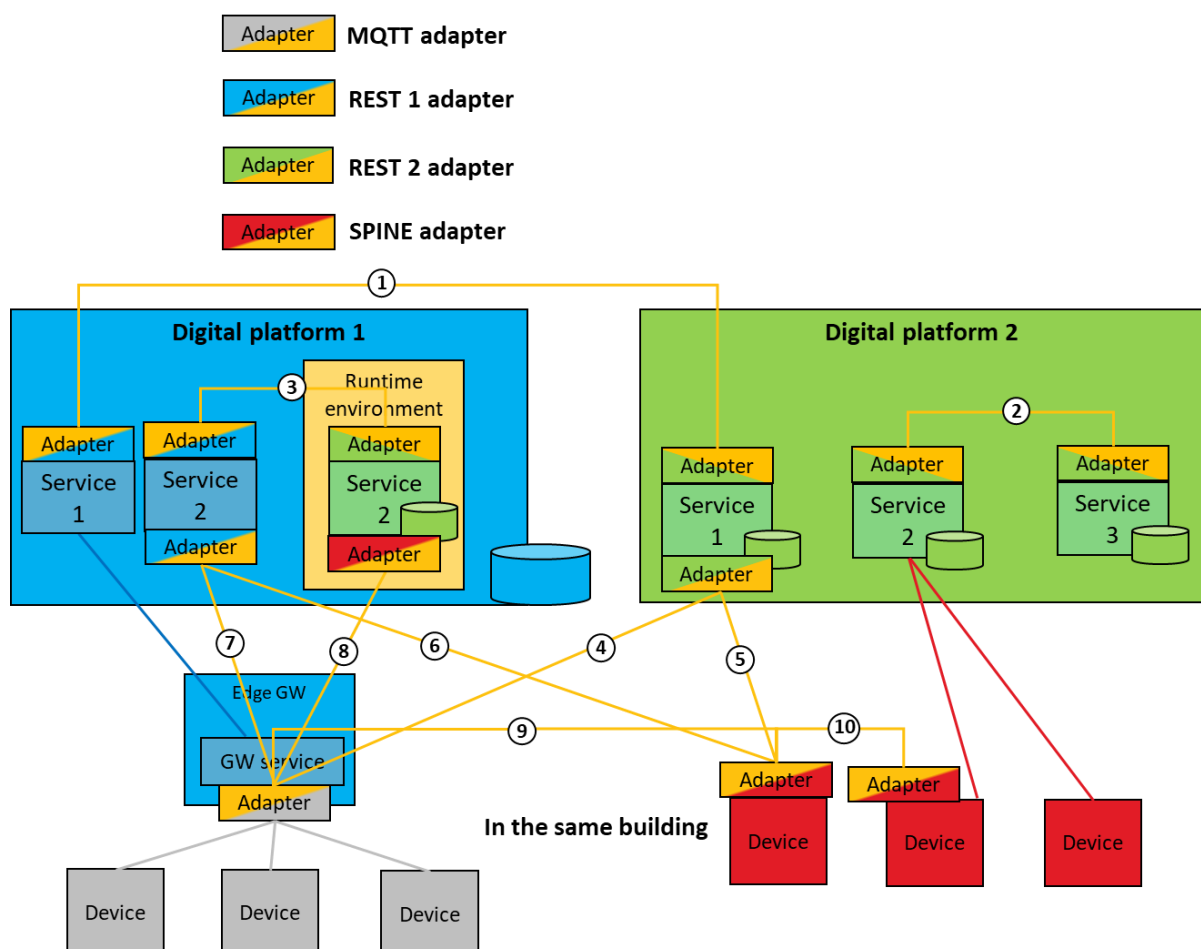 Adapter MQTT adapter
Adapter REST 1 adapter
Adapter REST 2 adapter
Adapter SPINE adapter
1
Digital platform 1
Digital platform 2
Runtime
environment
3
2
Adapter
Adapter
Adapter
Adapter
Adapter
Adapter
Service
1
Service
2
Service
2
Service
1
Service
2
Service
3
Adapter
Adapter
Adapter
7
8
6
4
5
Edge GW
9
10
GW service
Adapter
Adapter
Adapter
In the same building
Device
Device
Device
Device
Device
Device